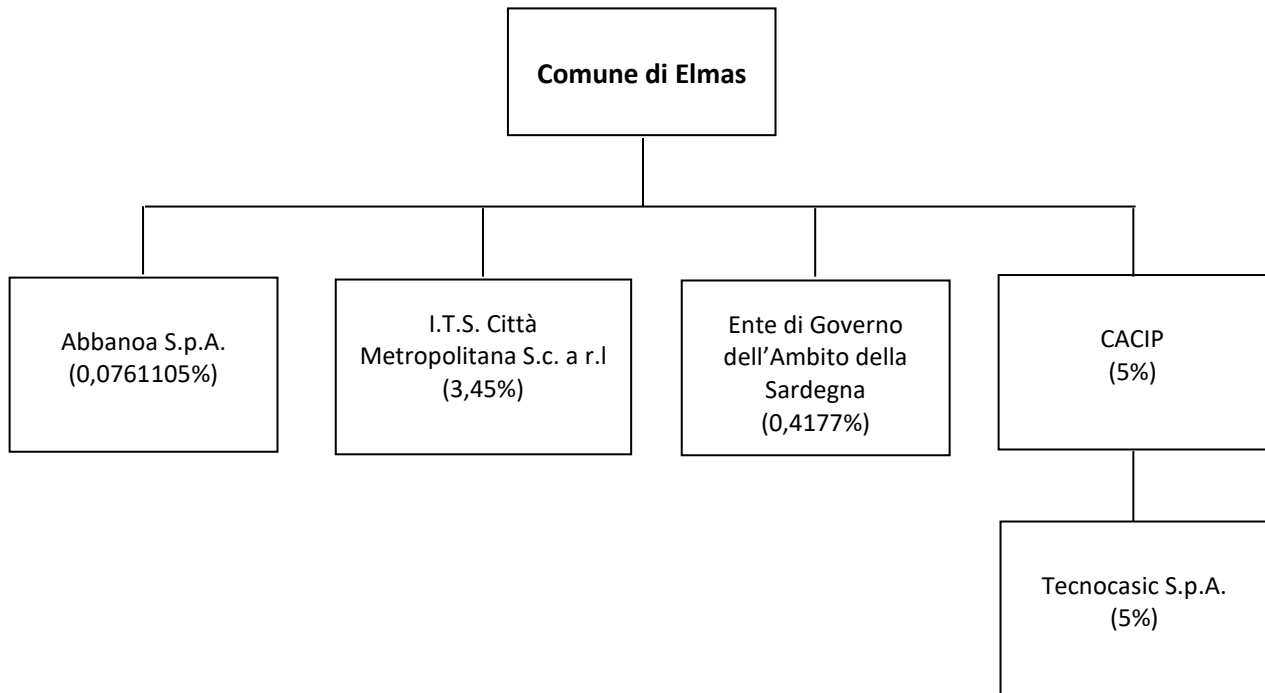 Comune di Elmas
Abbanoa S.p.A.
(0,0761105%)
I.T.S. Città
Metropolitana S.c. a r.l
(3,45%)
Ente di Governo
dell’Ambito della
Sardegna
(0,4177%)
CACIP
(5%)
Tecnocasic S.p.A.
(5%)